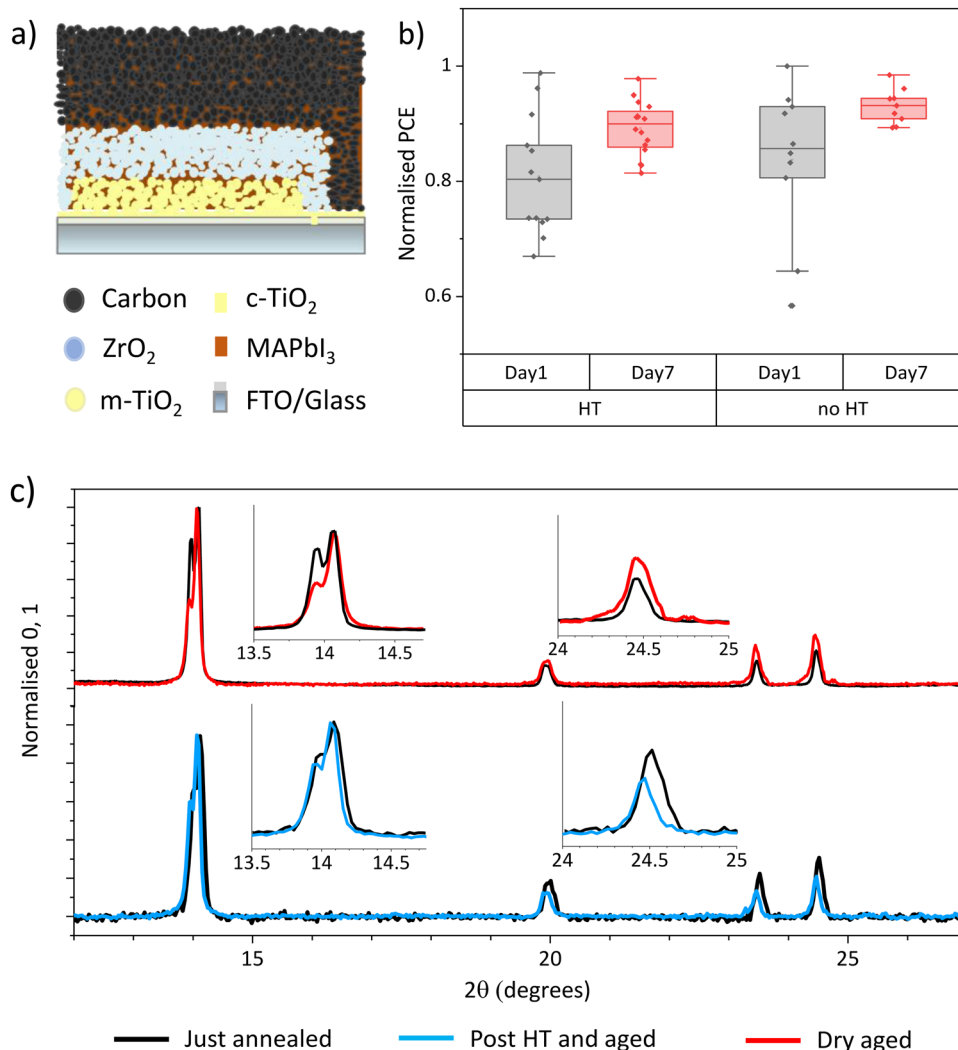 a)
Carbon
c-TiO₂
ZrO₂
MAPbI₃
m-TiO₂
FTO/Glass
b)
Normalised PCE
1
0.8
0.6
Day1 Day7 Day1 Day7
HT no HT
c)
Normalised 0, 1
13.5 14 14.5
24 24.5 25
13.5 14 14.5
24 24.5 25
15 20 25
2θ (degrees)
Just annealed Post HT and aged Dry aged